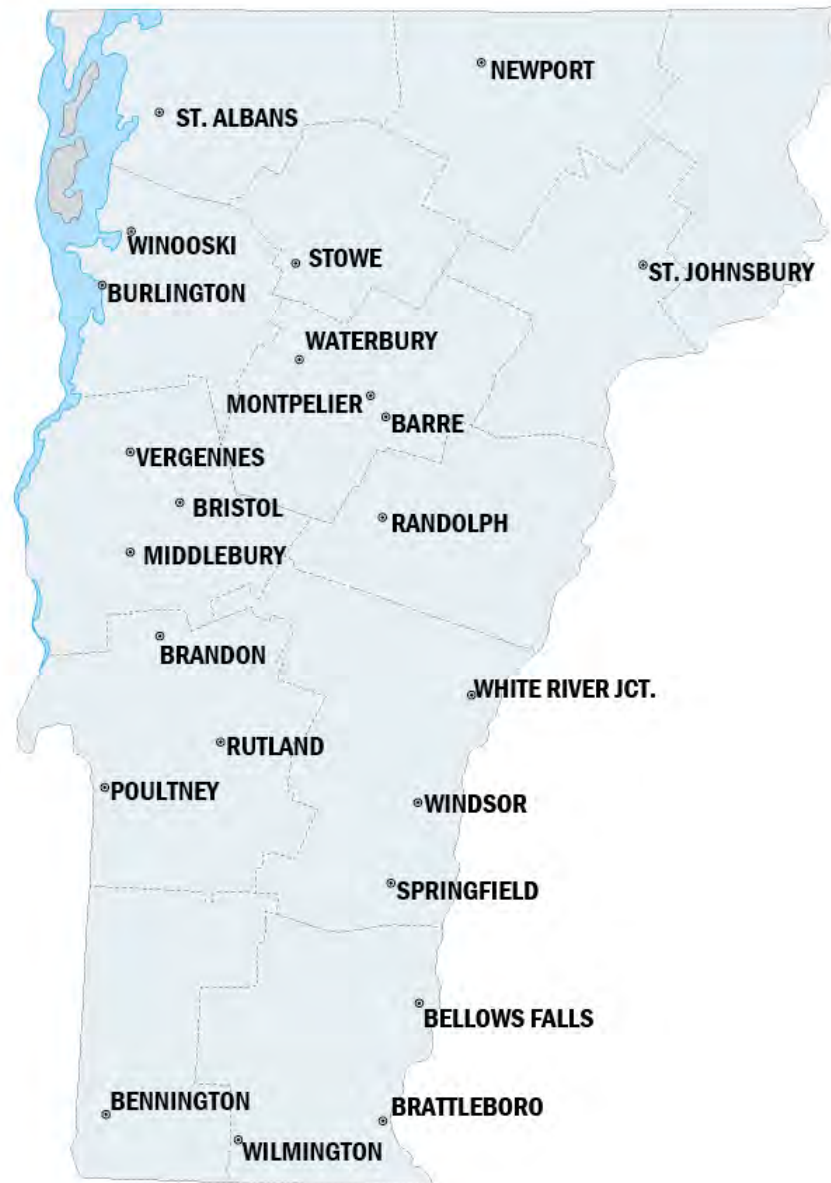 NEWPORT
ST. ALBANS
WINOOSKI
STOWE
ST. JOHNSBURY
BURLINGTON
WATERBURY
MONTPELIER
BARRE
VERGENNES
BRISTOL
RANDOLPH
MIDDLEBURY
BRANDON
WHITE RIVER JCT.
RUTLAND
POULTNEY
WINDSOR
SPRINGFIELD
BELLOWS FALLS
BENNINGTON
BRATTLEBORO
WILMINGTON